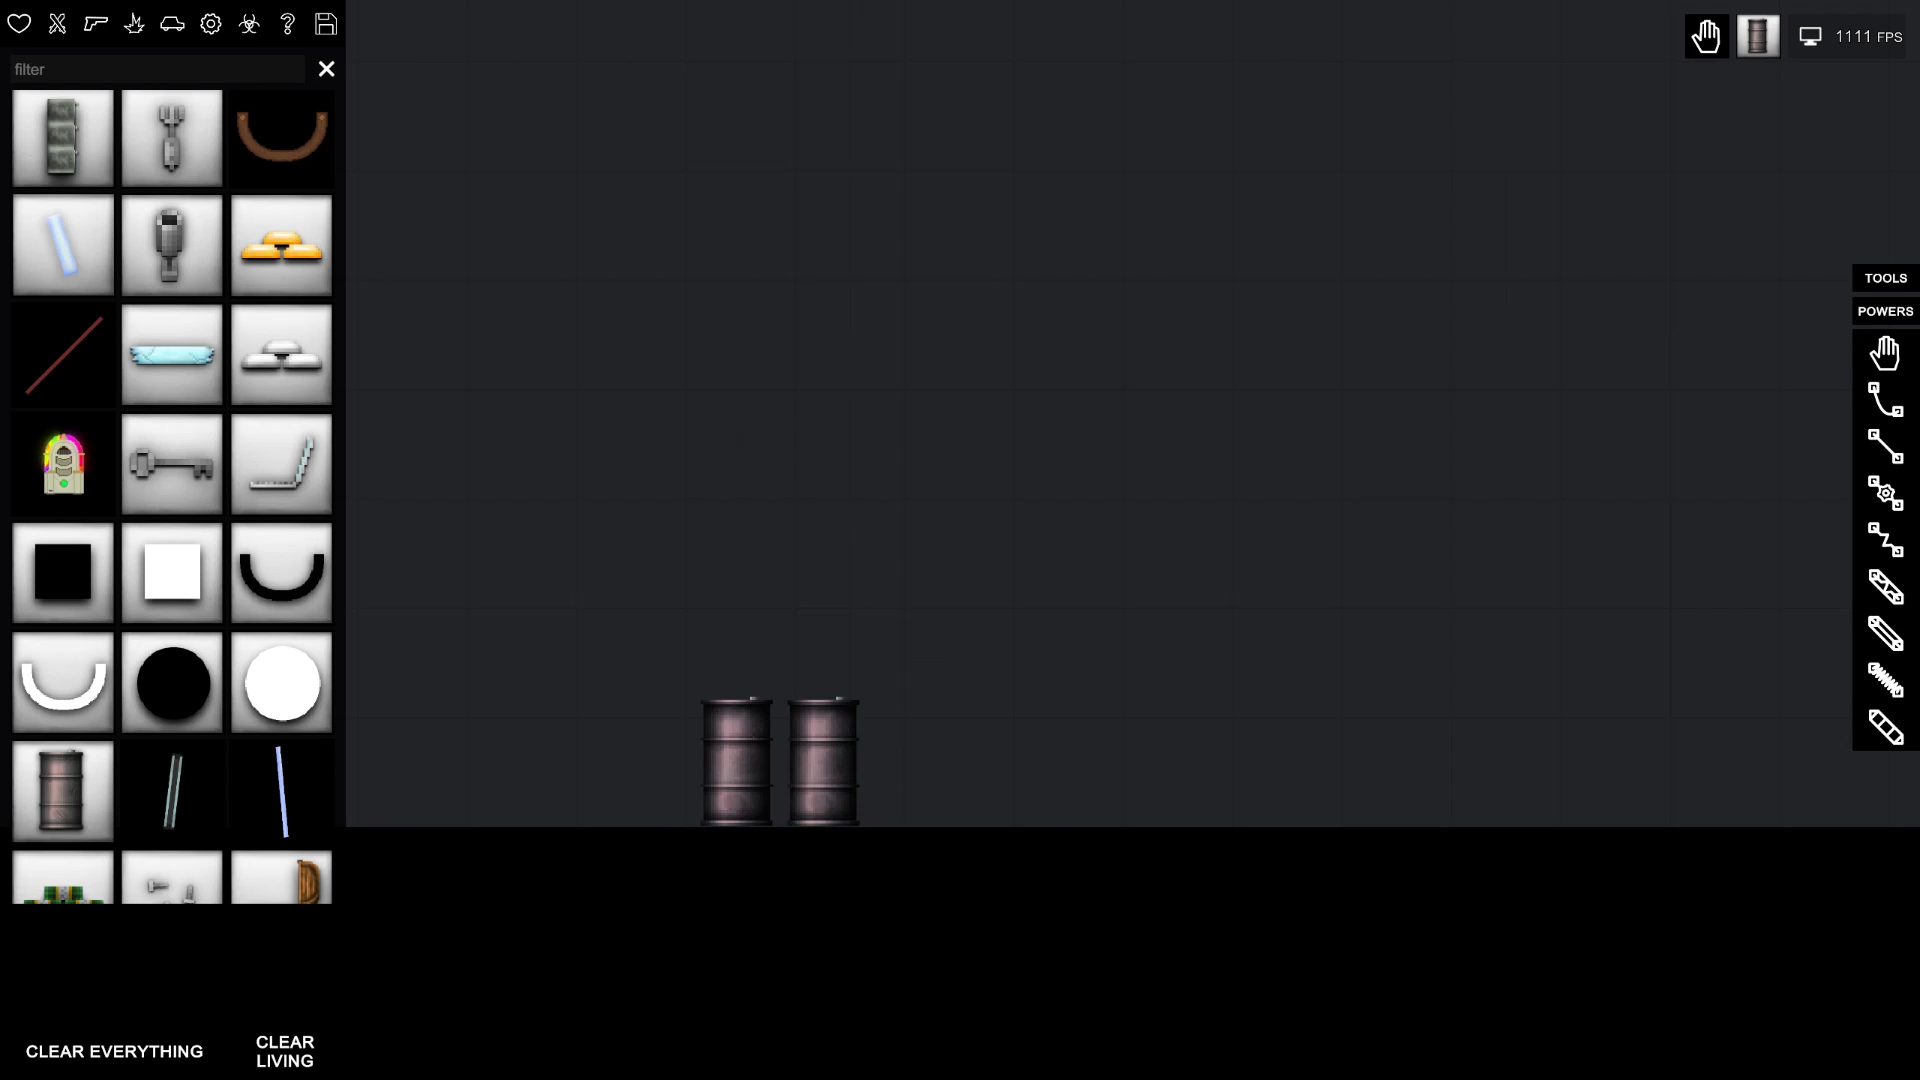 filter
1111 FPS
TOOLS
POWERS
CLEAR EVERYTHING
CLEAR
LIVING